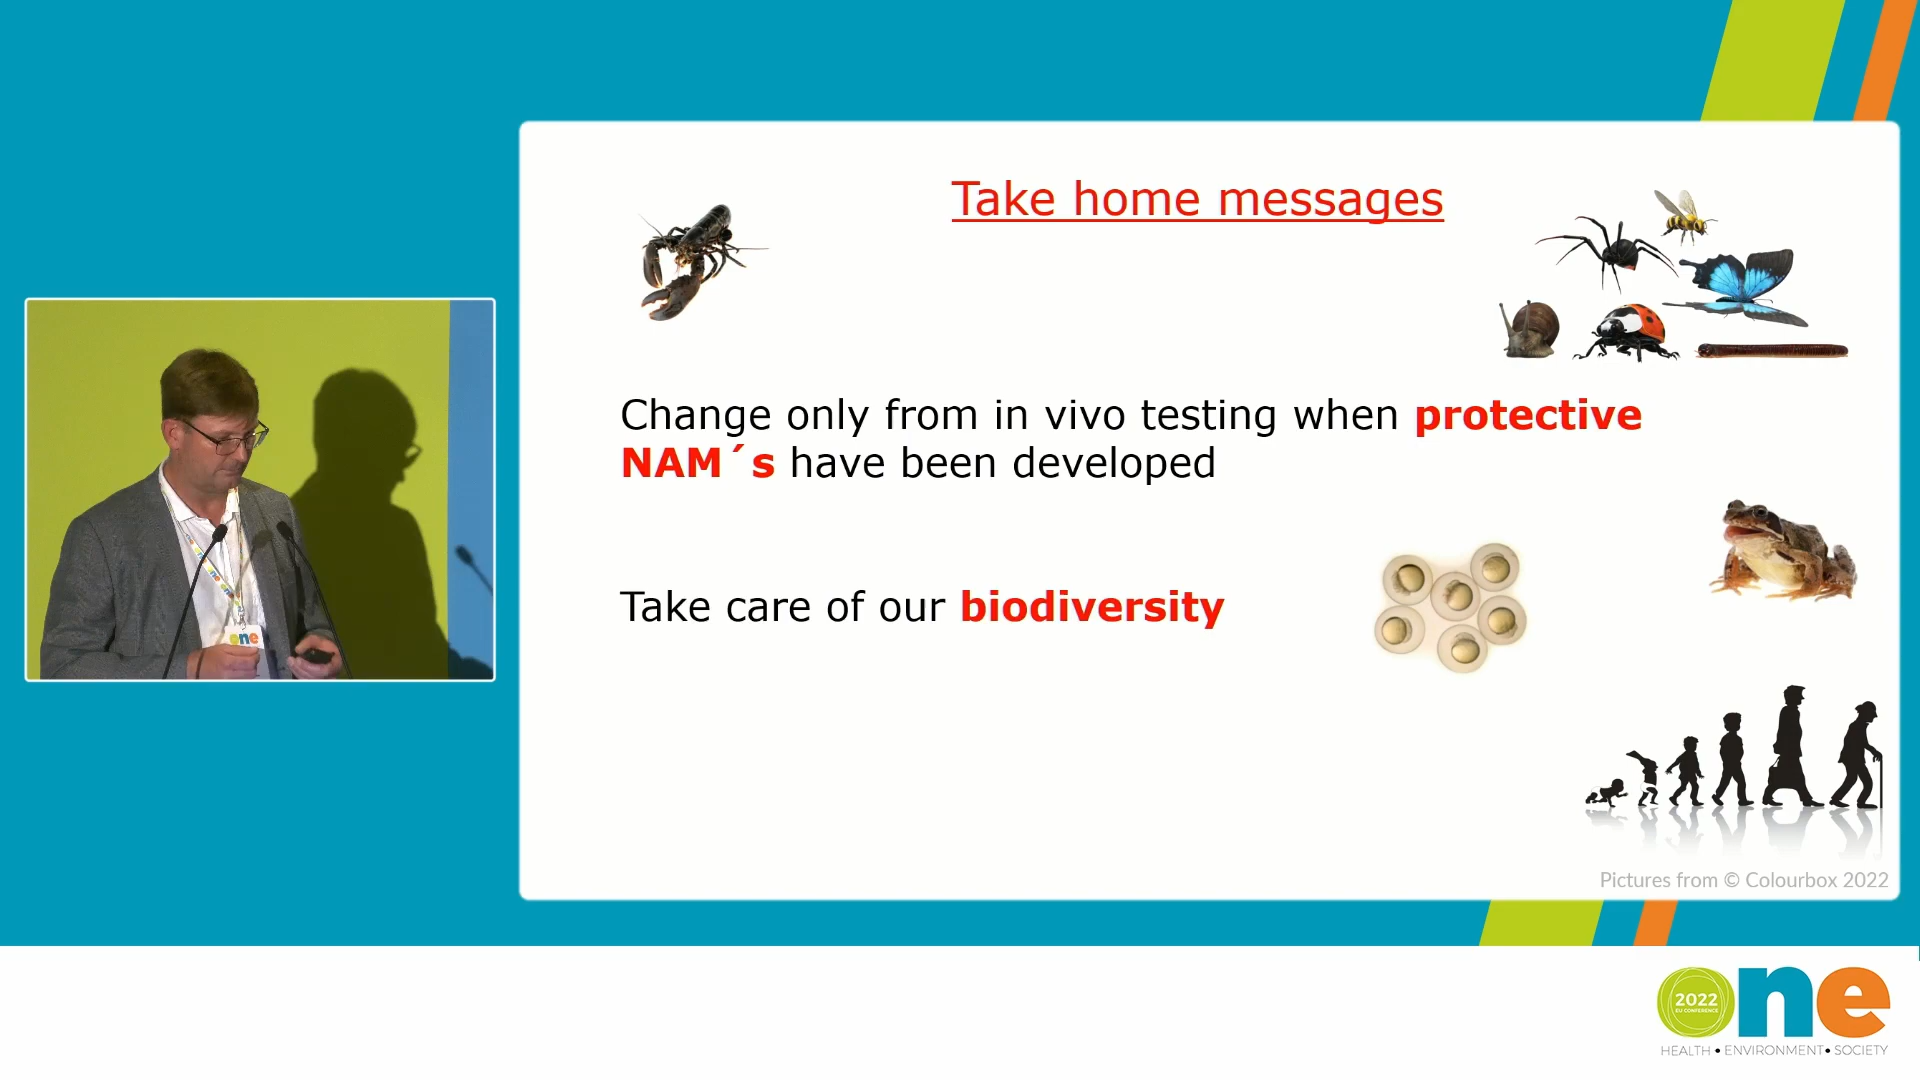 Take home messages
Change only from in vivo testing when protective
NAM´s have been developed
Take care of our biodiversity
Pictures from © Colourbox 2022
one
2022
EU CONFERENCE
one
HEALTH • ENVIRONMENT • SOCIETY